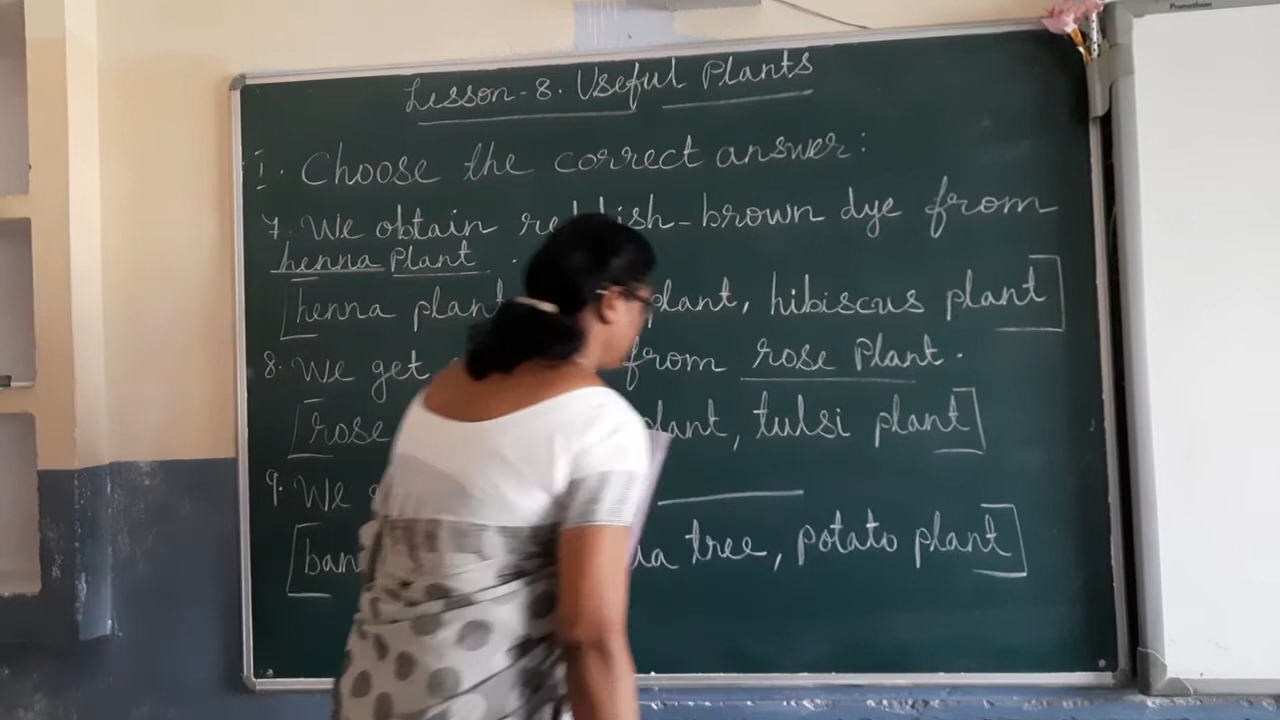 Lesson-8. Useful Plants
I. Choose the correct answer:
7. We obtain reddish-brown dye from
henna Plant .
[henna plant plant, hibiscus plant]
8. We get from rose Plant.
[rose plant, tulsi plant]
9. We
tree, potato plant]
Promethean